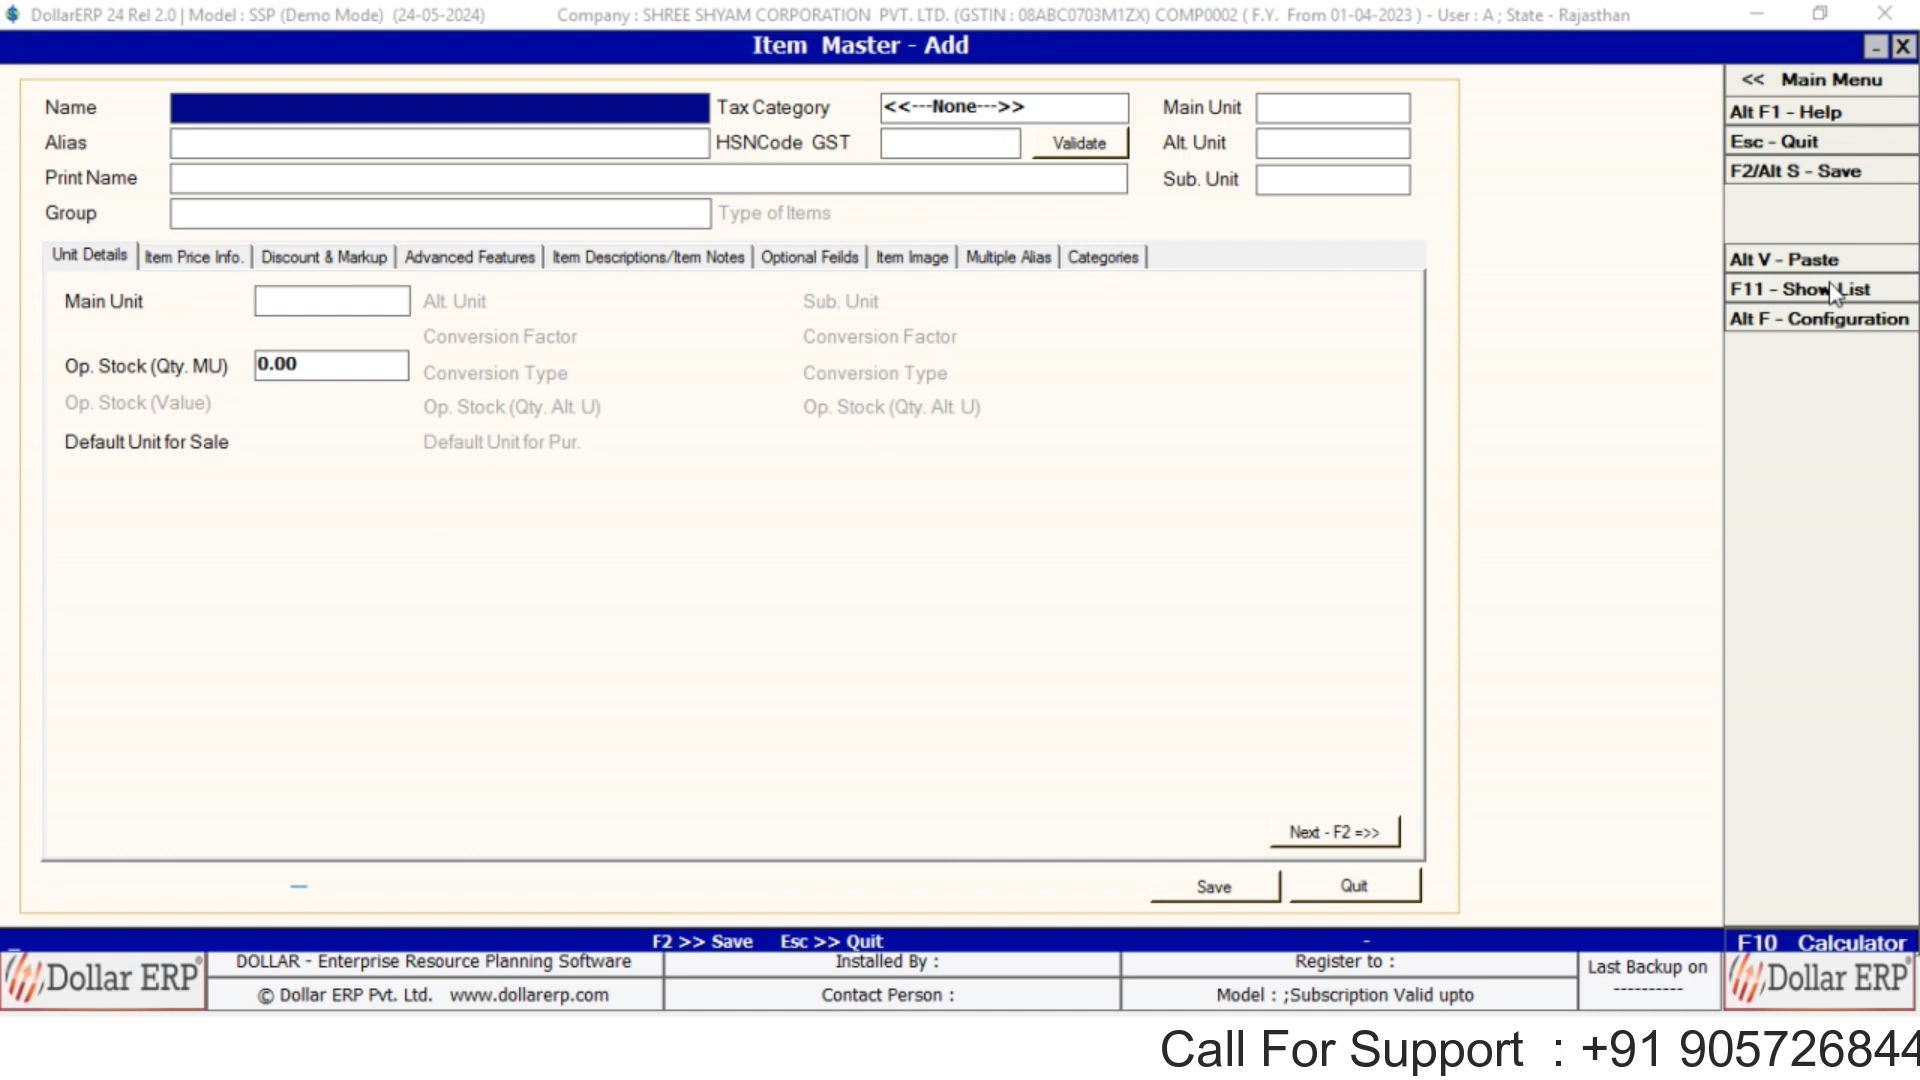 DollarERP 24 Rel 2.0 | Model : SSP (Demo Mode) (24-05-2024) Company : SHREE SHYAM CORPORATION PVT. LTD. (GSTIN : 08ABC0703M1ZX) COMP0002 ( F.Y. From 01-04-2023 ) - User : A ; State - Rajasthan
Item Master - Add
Name Tax Category <<---None--->> Main Unit
Alias HSNCode GST Validate Alt. Unit
Print Name Sub. Unit
Group Type of Items
Unit Details Item Price Info. Discount & Markup Advanced Features Item Descriptions/Item Notes Optional Feilds Item Image Multiple Alias Categories
Main Unit Alt. Unit Sub. Unit
Conversion Factor Conversion Factor
Op. Stock (Qty. MU) 0.00 Conversion Type Conversion Type
Op. Stock (Value) Op. Stock (Qty. Alt. U) Op. Stock (Qty. Alt. U)
Default Unit for Sale Default Unit for Pur.
Next - F2 =>>
Save Quit
<< Main Menu
Alt F1 - Help
Esc - Quit
F2/Alt S - Save
Alt V - Paste
F11 - Show List
Alt F - Configuration
F2 >> Save Esc >> Quit - F10 Calculator
Dollar ERP®
DOLLAR - Enterprise Resource Planning Software Installed By : Register to : Last Backup on
© Dollar ERP Pvt. Ltd. www.dollarerp.com Contact Person : Model : ;Subscription Valid upto ----------
Dollar ERP®
Call For Support : +91 905726844